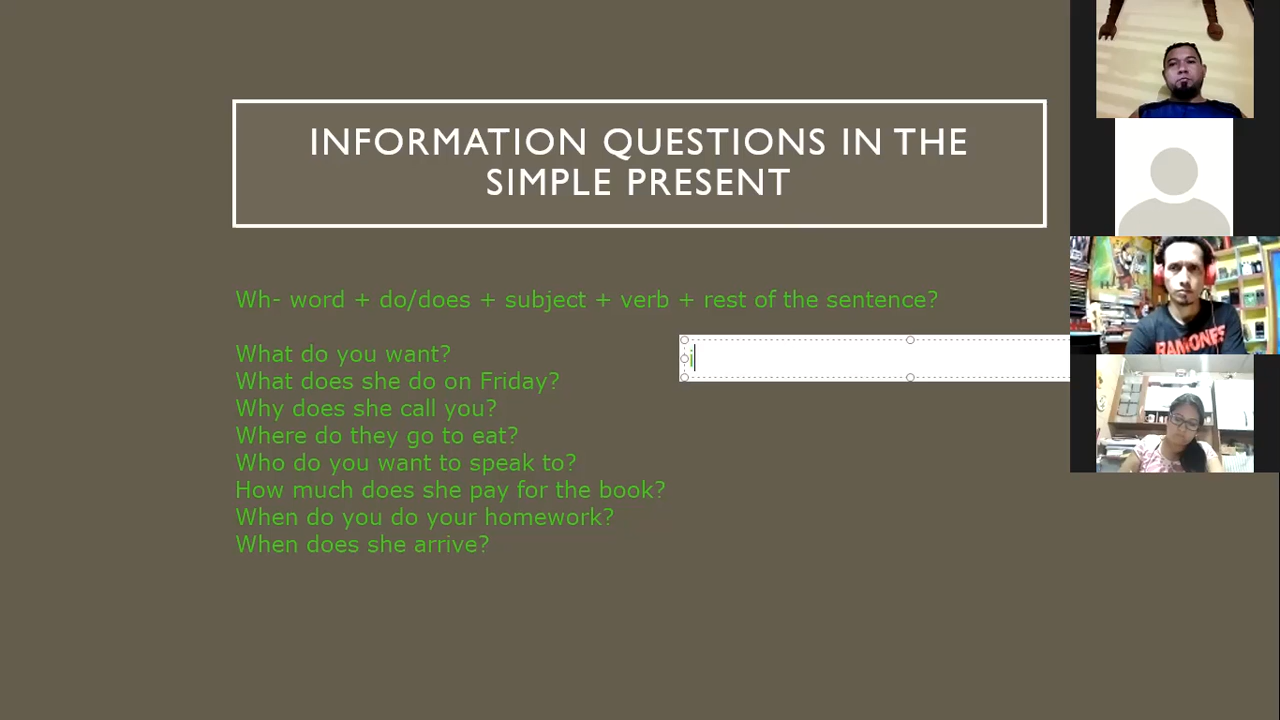 INFORMATION QUESTIONS IN THE
SIMPLE PRESENT
Wh- word + do/does + subject + verb + rest of the sentence?
What do you want?
i
What does she do on Friday?
Why does she call you?
Where do they go to eat?
Who do you want to speak to?
How much does she pay for the book?
When do you do your homework?
When does she arrive?
RAMONES